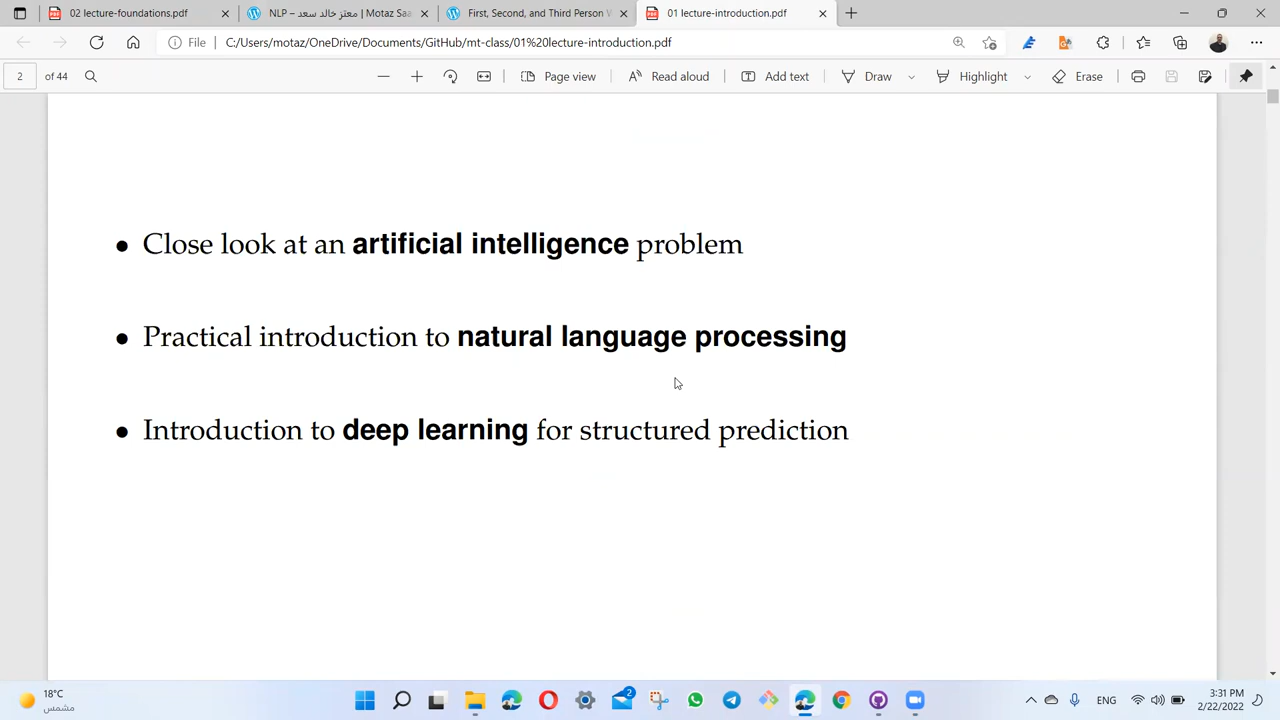 02 lecture-foundations.pdf
NLP – معتز خالد سعد | Motaz Saa
First, Second, and Third Person W
01 lecture-introduction.pdf
File C:/Users/motaz/OneDrive/Documents/GitHub/mt-class/01%20lecture-introduction.pdf
2 of 44 Page view Read aloud Add text Draw Highlight Erase
• Close look at an artificial intelligence problem
• Practical introduction to natural language processing
• Introduction to deep learning for structured prediction
18°C
مشمس
2
ENG
3:31 PM
2/22/2022